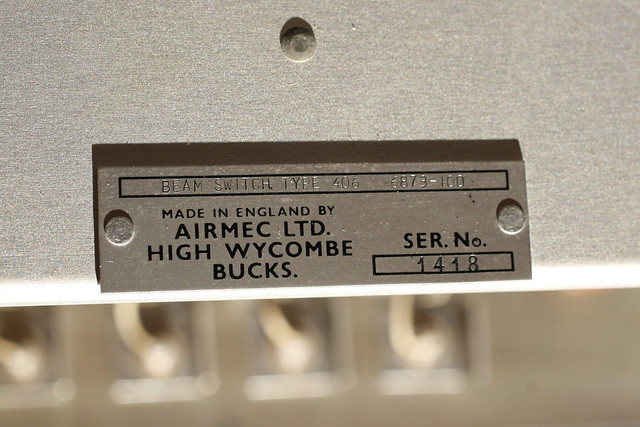 BEAM SWITCH TYPE 406 6873-100
MADE IN ENGLAND BY
AIRMEC LTD.
HIGH WYCOMBE
BUCKS.
SER. No.
1418